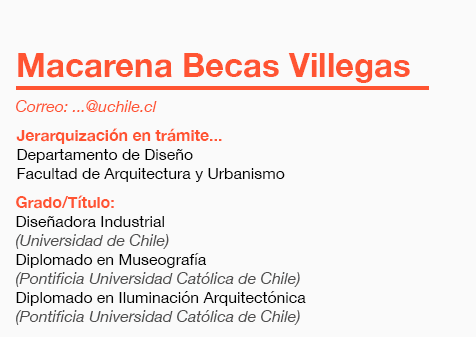 Macarena Becas Villegas
Correo: ...@uchile.cl
Jerarquización en trámite...
Departamento de Diseño
Facultad de Arquitectura y Urbanismo
Grado/Título:
Diseñadora Industrial
(Universidad de Chile)
Diplomado en Museografía
(Pontificia Universidad Católica de Chile)
Diplomado en Iluminación Arquitectónica
(Pontificia Universidad Católica de Chile)